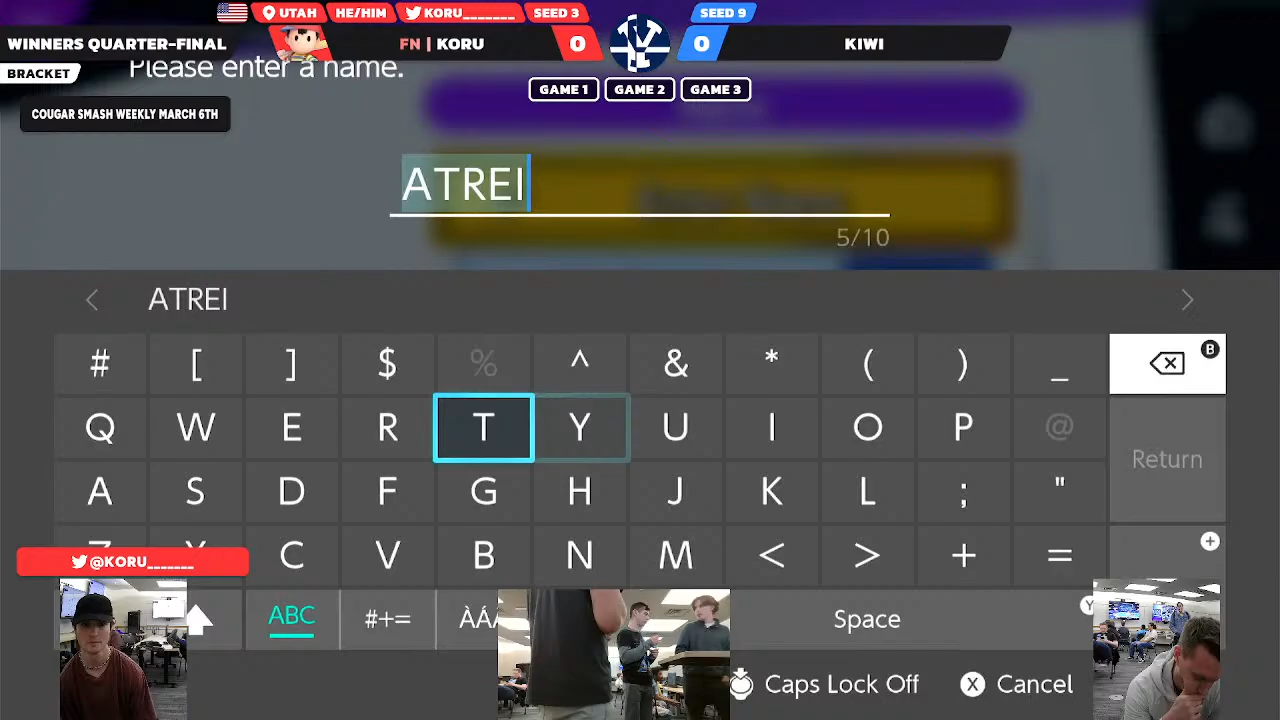 UTAH HE/HIM KORU_______ SEED 3 SEED 9
WINNERS QUARTER-FINAL FN | KORU 0 0 KIWI
BRACKET Please enter a name.
GAME 1 GAME 2 GAME 3
COUGAR SMASH WEEKLY MARCH 6TH
ATREI
5/10
< ATREI >
# [ ] $ % ^ & * ( ) _ B
Q W E R T Y U I O P @ Return
A S D F G H J K L ; "
C V B N M < > + = +
@KORU_______
ABC #+= Space Y
Caps Lock Off X Cancel